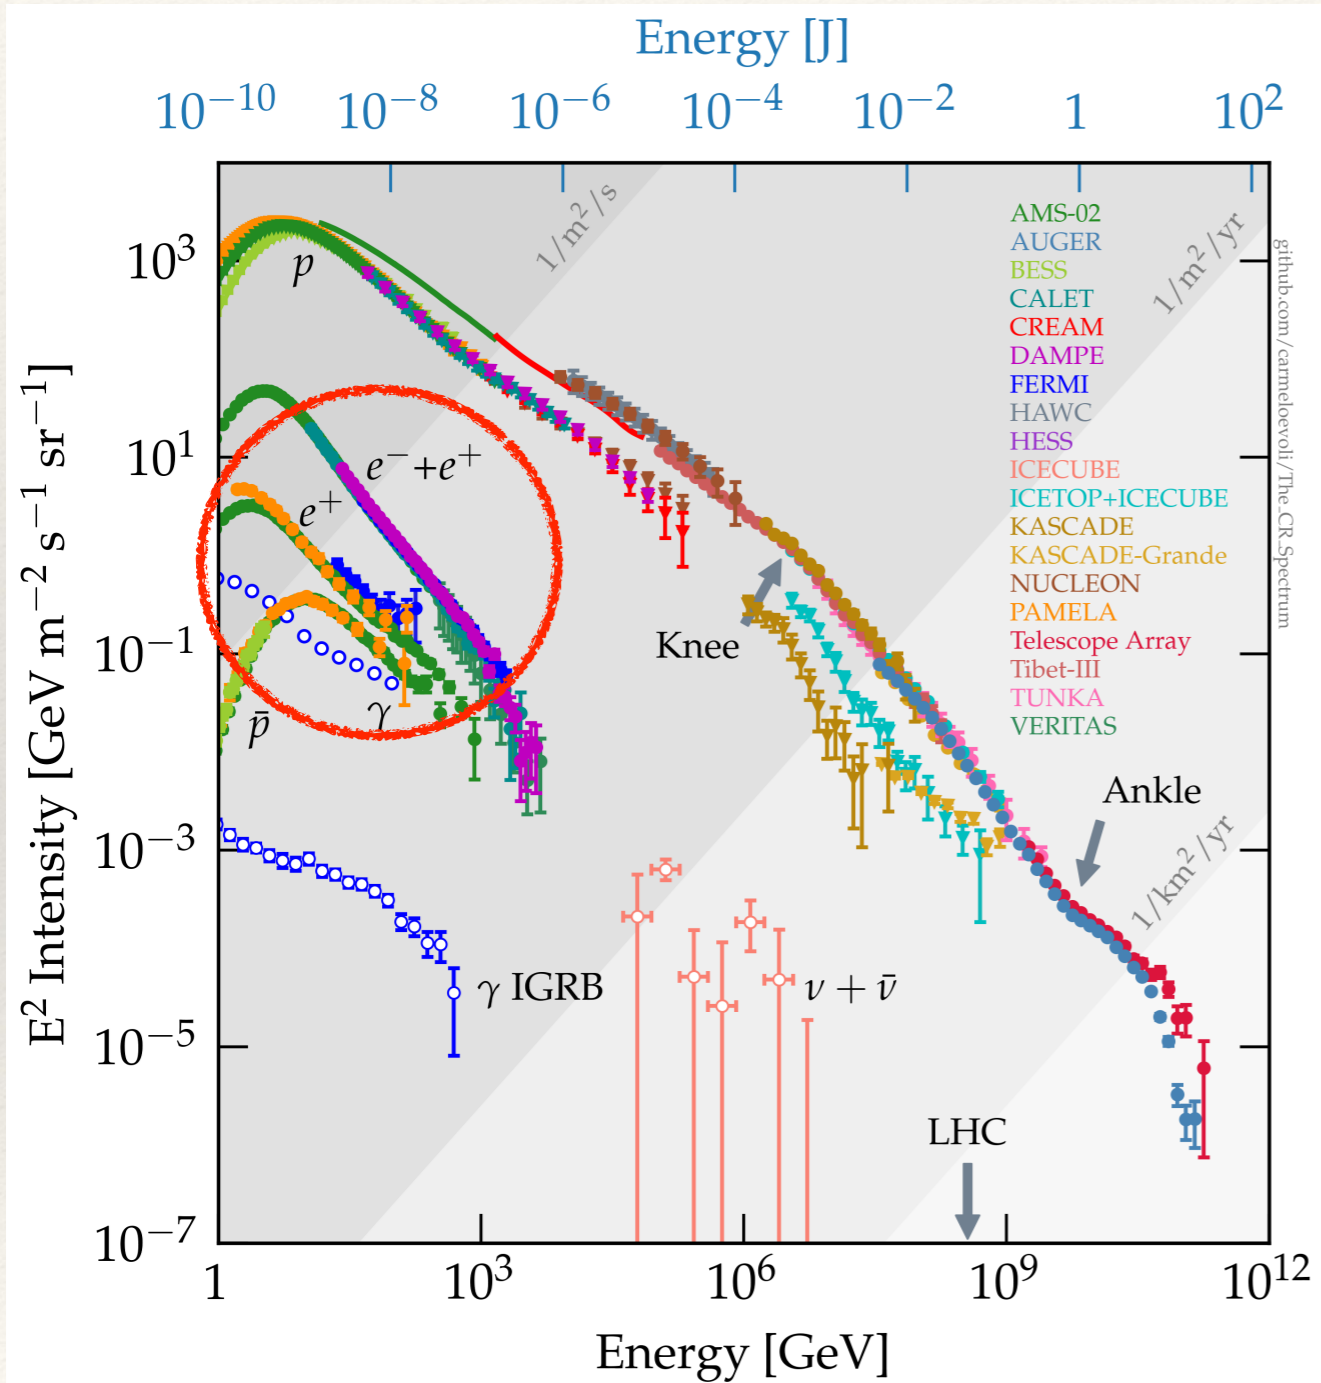 Energy [J]
10⁻¹⁰ 10⁻⁸ 10⁻⁶ 10⁻⁴ 10⁻² 1 10²
1/m²/s
1/m²/yr
1/km²/yr
AMS-02
AUGER
BESS
CALET
CREAM
DAMPE
FERMI
HAWC
HESS
ICECUBE
ICETOP+ICECUBE
KASCADE
KASCADE-Grande
NUCLEON
PAMELA
Telescope Array
Tibet-III
TUNKA
VERITAS
github.com/carmeloevoli/The_CR_Spectrum
E² Intensity [GeV m⁻² s⁻¹ sr⁻¹]
10³
10¹
10⁻¹
10⁻³
10⁻⁵
10⁻⁷
p
e⁻+e⁺
e⁺
p̄
γ
Knee
Ankle
γ IGRB
ν + ν̄
LHC
1 10³ 10⁶ 10⁹ 10¹²
Energy [GeV]